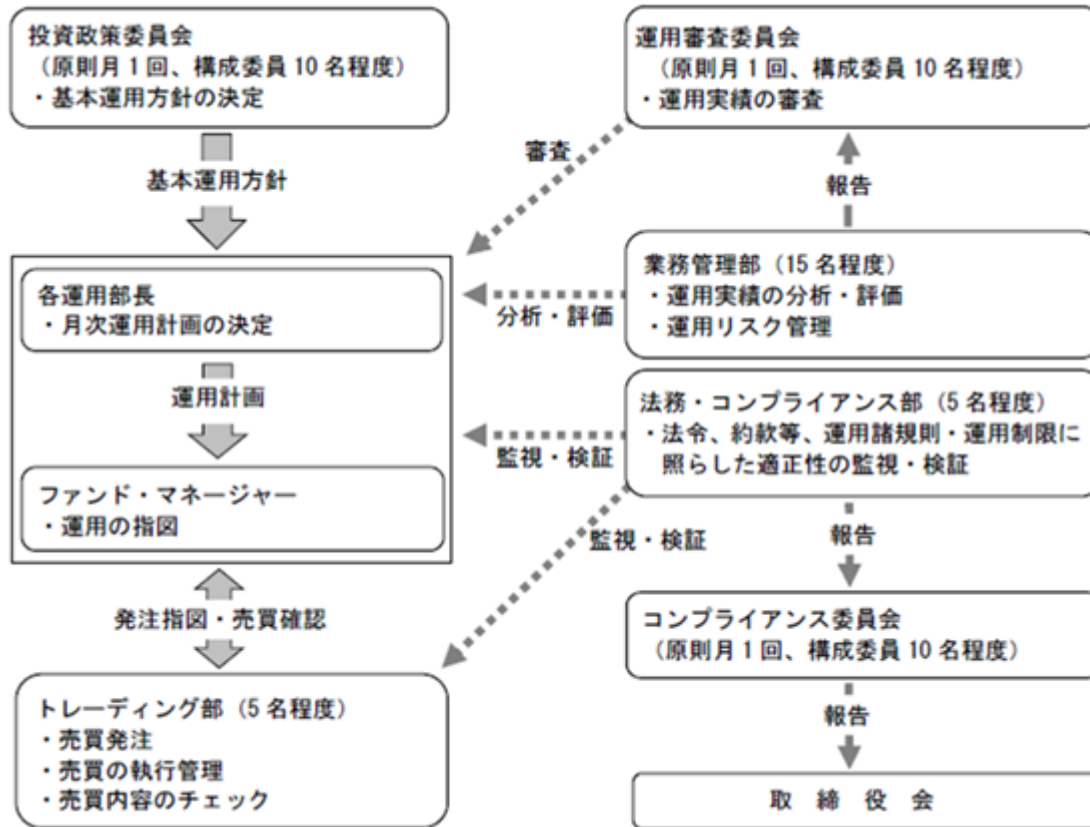 投資政策委員会
（原則月1回、構成委員10名程度）
・基本運用方針の決定
基本運用方針
各運用部長
・月次運用計画の決定
運用計画
ファンド・マネージャー
・運用の指図
発注指図・売買確認
トレーディング部（5名程度）
・売買発注
・売買の執行管理
・売買内容のチェック
運用審査委員会
（原則月1回、構成委員10名程度）
・運用実績の審査
審査
報告
業務管理部（15名程度）
・運用実績の分析・評価
・運用リスク管理
分析・評価
法務・コンプライアンス部（5名程度）
・法令、約款等、運用諸規則・運用制限に
照らした適正性の監視・検証
監視・検証
監視・検証
報告
コンプライアンス委員会
（原則月1回、構成委員10名程度）
報告
取 締 役 会